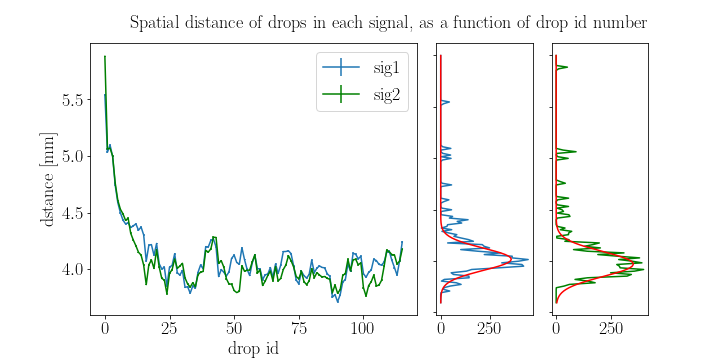 Spatial distance of drops in each signal, as a function of drop id number
sig1
sig2
5.5
5.0
4.5
4.0
dstance [mm]
0
25
50
75
100
drop id
0
250
0
250